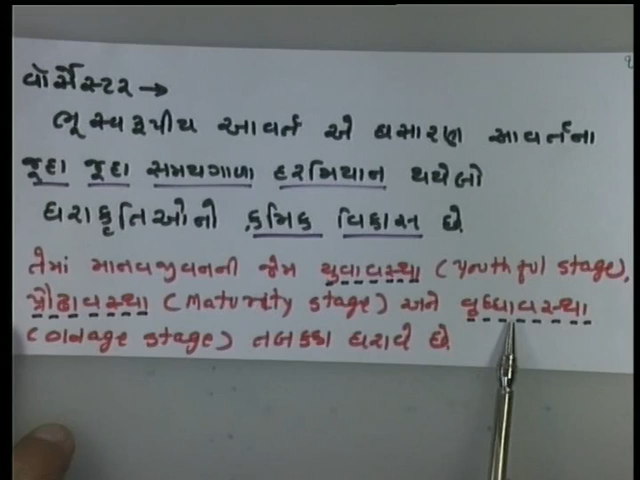 વૉર્સેસ્ટર →
ભૂસ્વરૂપીય આવર્ત એ ઘસારણ આવર્તના
જૂદા જૂદા સમયગાળા દરમિયાન થયેલો
ધરાકૃતિઓનો ક્રમિક વિકાસ છે.
તેમાં માનવજીવનની જેમ યુવાવસ્થા (youthful stage),
પ્રૌઢાવસ્થા (maturity stage) અને વૃધ્ધાવસ્થા
(oldage stage) તબક્કા ધરાવે છે.